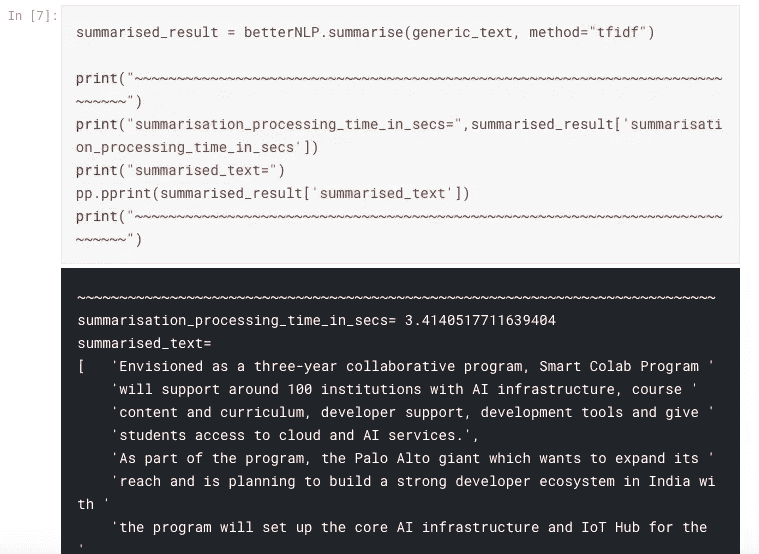 In [7]:
summarised_result = betterNLP.summarise(generic_text, method="tfidf")
print("~~~~~~~~~~~~~~~~~~~~~~~~~~~~~~~~~~~~~~~~~~~~~~~~~~~~~~~~~~~~~~~~~~~~~~
~~~~~~")
print("summarisation_processing_time_in_secs=",summarised_result['summarisati
on_processing_time_in_secs'])
print("summarised_text=")
pp.pprint(summarised_result['summarised_text'])
print("~~~~~~~~~~~~~~~~~~~~~~~~~~~~~~~~~~~~~~~~~~~~~~~~~~~~~~~~~~~~~~~~~~~~~~
~~~~~~")
~~~~~~~~~~~~~~~~~~~~~~~~~~~~~~~~~~~~~~~~~~~~~~~~~~~~~~~~~~~~~~~~~~~~~~~~~~~~
summarisation_processing_time_in_secs= 3.4140517711639404
summarised_text=
[   'Envisioned as a three-year collaborative program, Smart Colab Program '
    'will support around 100 institutions with AI infrastructure, course '
    'content and curriculum, developer support, development tools and give '
    'students access to cloud and AI services.',
    'As part of the program, the Palo Alto giant which wants to expand its '
    'reach and is planning to build a strong developer ecosystem in India wi
th '
    'the program will set up the core AI infrastructure and IoT Hub for the
'